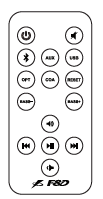 AUX USB
OPT COA RESET
BASS- BASS+
F&D